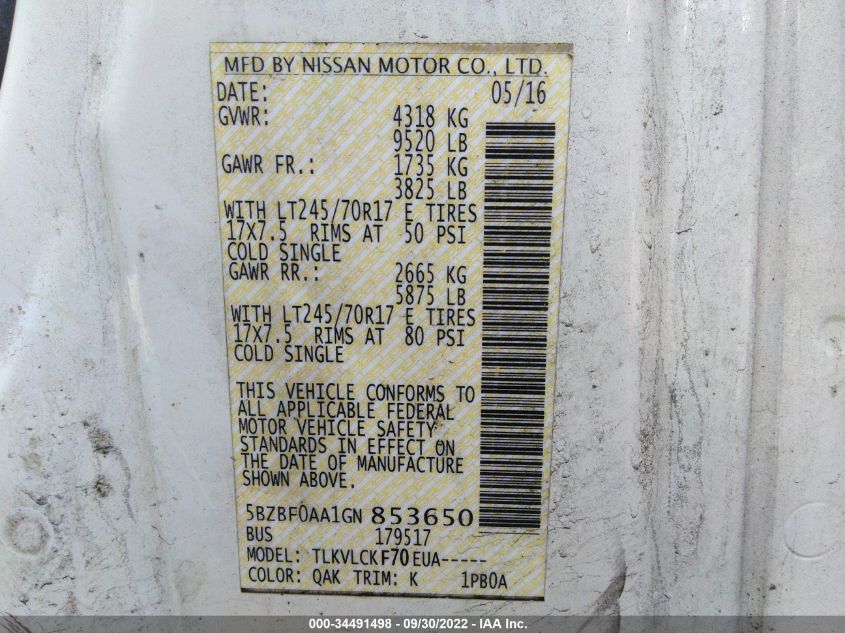 MFD BY NISSAN MOTOR CO., LTD.
DATE: 05/16
GVWR: 4318 KG
9520 LB
GAWR FR.: 1735 KG
3825 LB
WITH LT245/70R17 E TIRES
17X7.5 RIMS AT 50 PSI
COLD SINGLE
GAWR RR.: 2665 KG
5875 LB
WITH LT245/70R17 E TIRES
17X7.5 RIMS AT 80 PSI
COLD SINGLE
THIS VEHICLE CONFORMS TO
ALL APPLICABLE FEDERAL
MOTOR VEHICLE SAFETY
STANDARDS IN EFFECT ON
THE DATE OF MANUFACTURE
SHOWN ABOVE.
5BZBF0AA1GN 853650
BUS 179517
MODEL: TLKVLCKF70EUA-----
COLOR: QAK TRIM: K 1PB0A
000-34491498 - 09/30/2022 - IAA Inc.